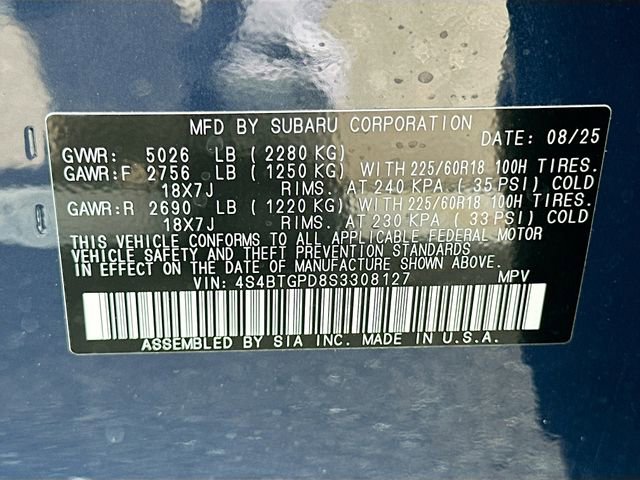 MFD BY SUBARU CORPORATION DATE: 08/25
GVWR: 5026 LB ( 2280 KG)
GAWR:F 2756 LB ( 1250 KG) WITH 225/60R18 100H TIRES.
18X7J RIMS. AT 240 KPA ( 35 PSI) COLD
GAWR:R 2690 LB ( 1220 KG) WITH 225/60R18 100H TIRES.
18X7J RIMS. AT 230 KPA ( 33 PSI) COLD
THIS VEHICLE CONFORMS TO ALL APPLICABLE FEDERAL MOTOR
VEHICLE SAFETY AND THEFT PREVENTION STANDARDS
IN EFFECT ON THE DATE OF MANUFACTURE SHOWN ABOVE.
VIN: 4S4BTGPD8S3308127 MPV
ASSEMBLED BY SIA INC. MADE IN U.S.A.